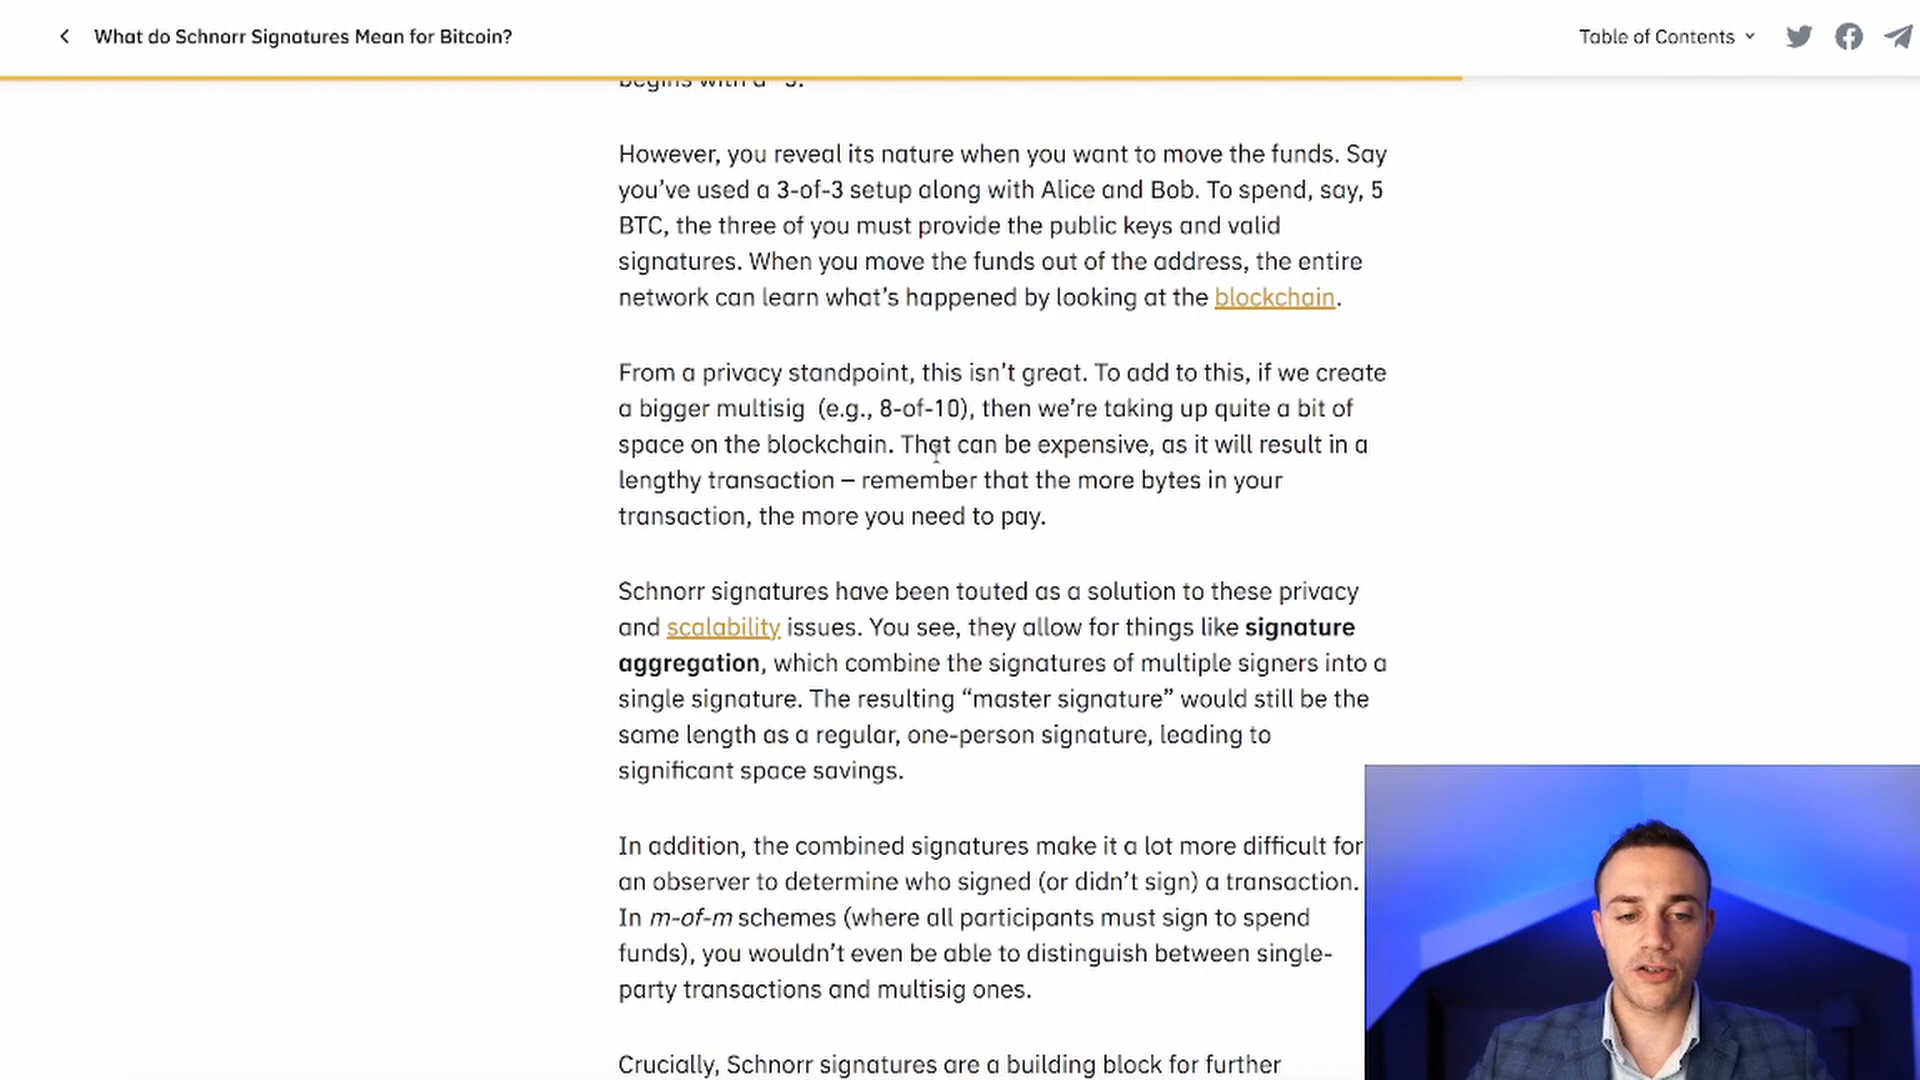 What do Schnorr Signatures Mean for Bitcoin?
Table of Contents
begins with a "3."
However, you reveal its nature when you want to move the funds. Say
you've used a 3-of-3 setup along with Alice and Bob. To spend, say, 5
BTC, the three of you must provide the public keys and valid
signatures. When you move the funds out of the address, the entire
network can learn what's happened by looking at the blockchain.
From a privacy standpoint, this isn't great. To add to this, if we create
a bigger multisig (e.g., 8-of-10), then we're taking up quite a bit of
space on the blockchain. That can be expensive, as it will result in a
lengthy transaction – remember that the more bytes in your
transaction, the more you need to pay.
Schnorr signatures have been touted as a solution to these privacy
and scalability issues. You see, they allow for things like signature
aggregation, which combine the signatures of multiple signers into a
single signature. The resulting “master signature” would still be the
same length as a regular, one-person signature, leading to
significant space savings.
In addition, the combined signatures make it a lot more difficult for
an observer to determine who signed (or didn't sign) a transaction.
In m-of-m schemes (where all participants must sign to spend
funds), you wouldn't even be able to distinguish between single-
party transactions and multisig ones.
Crucially, Schnorr signatures are a building block for further